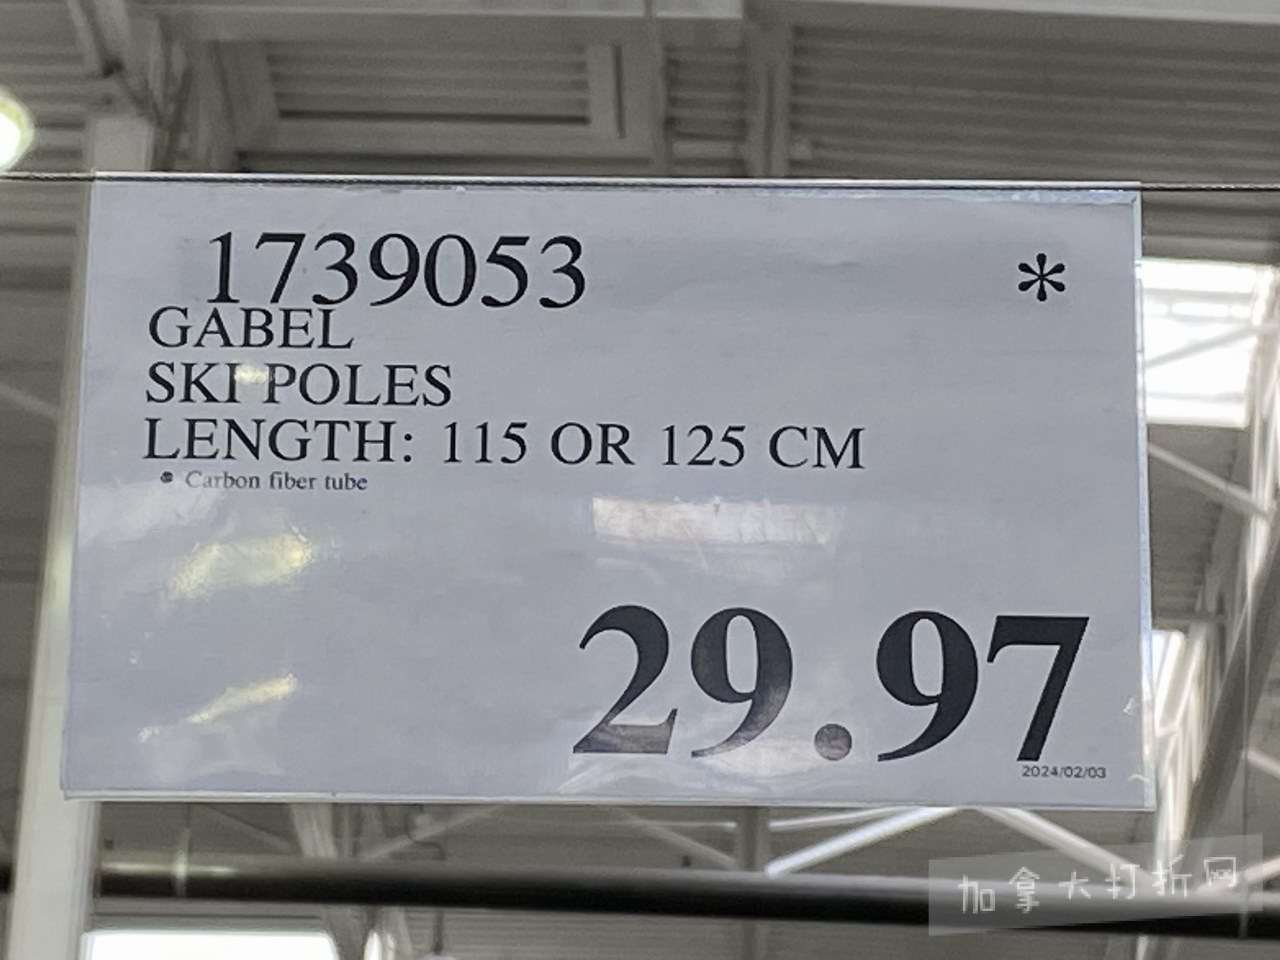 1739053 *
GABEL
SKI POLES
LENGTH: 115 OR 125 CM
• Carbon fiber tube
29.97
2024/02/03
加拿大打折网